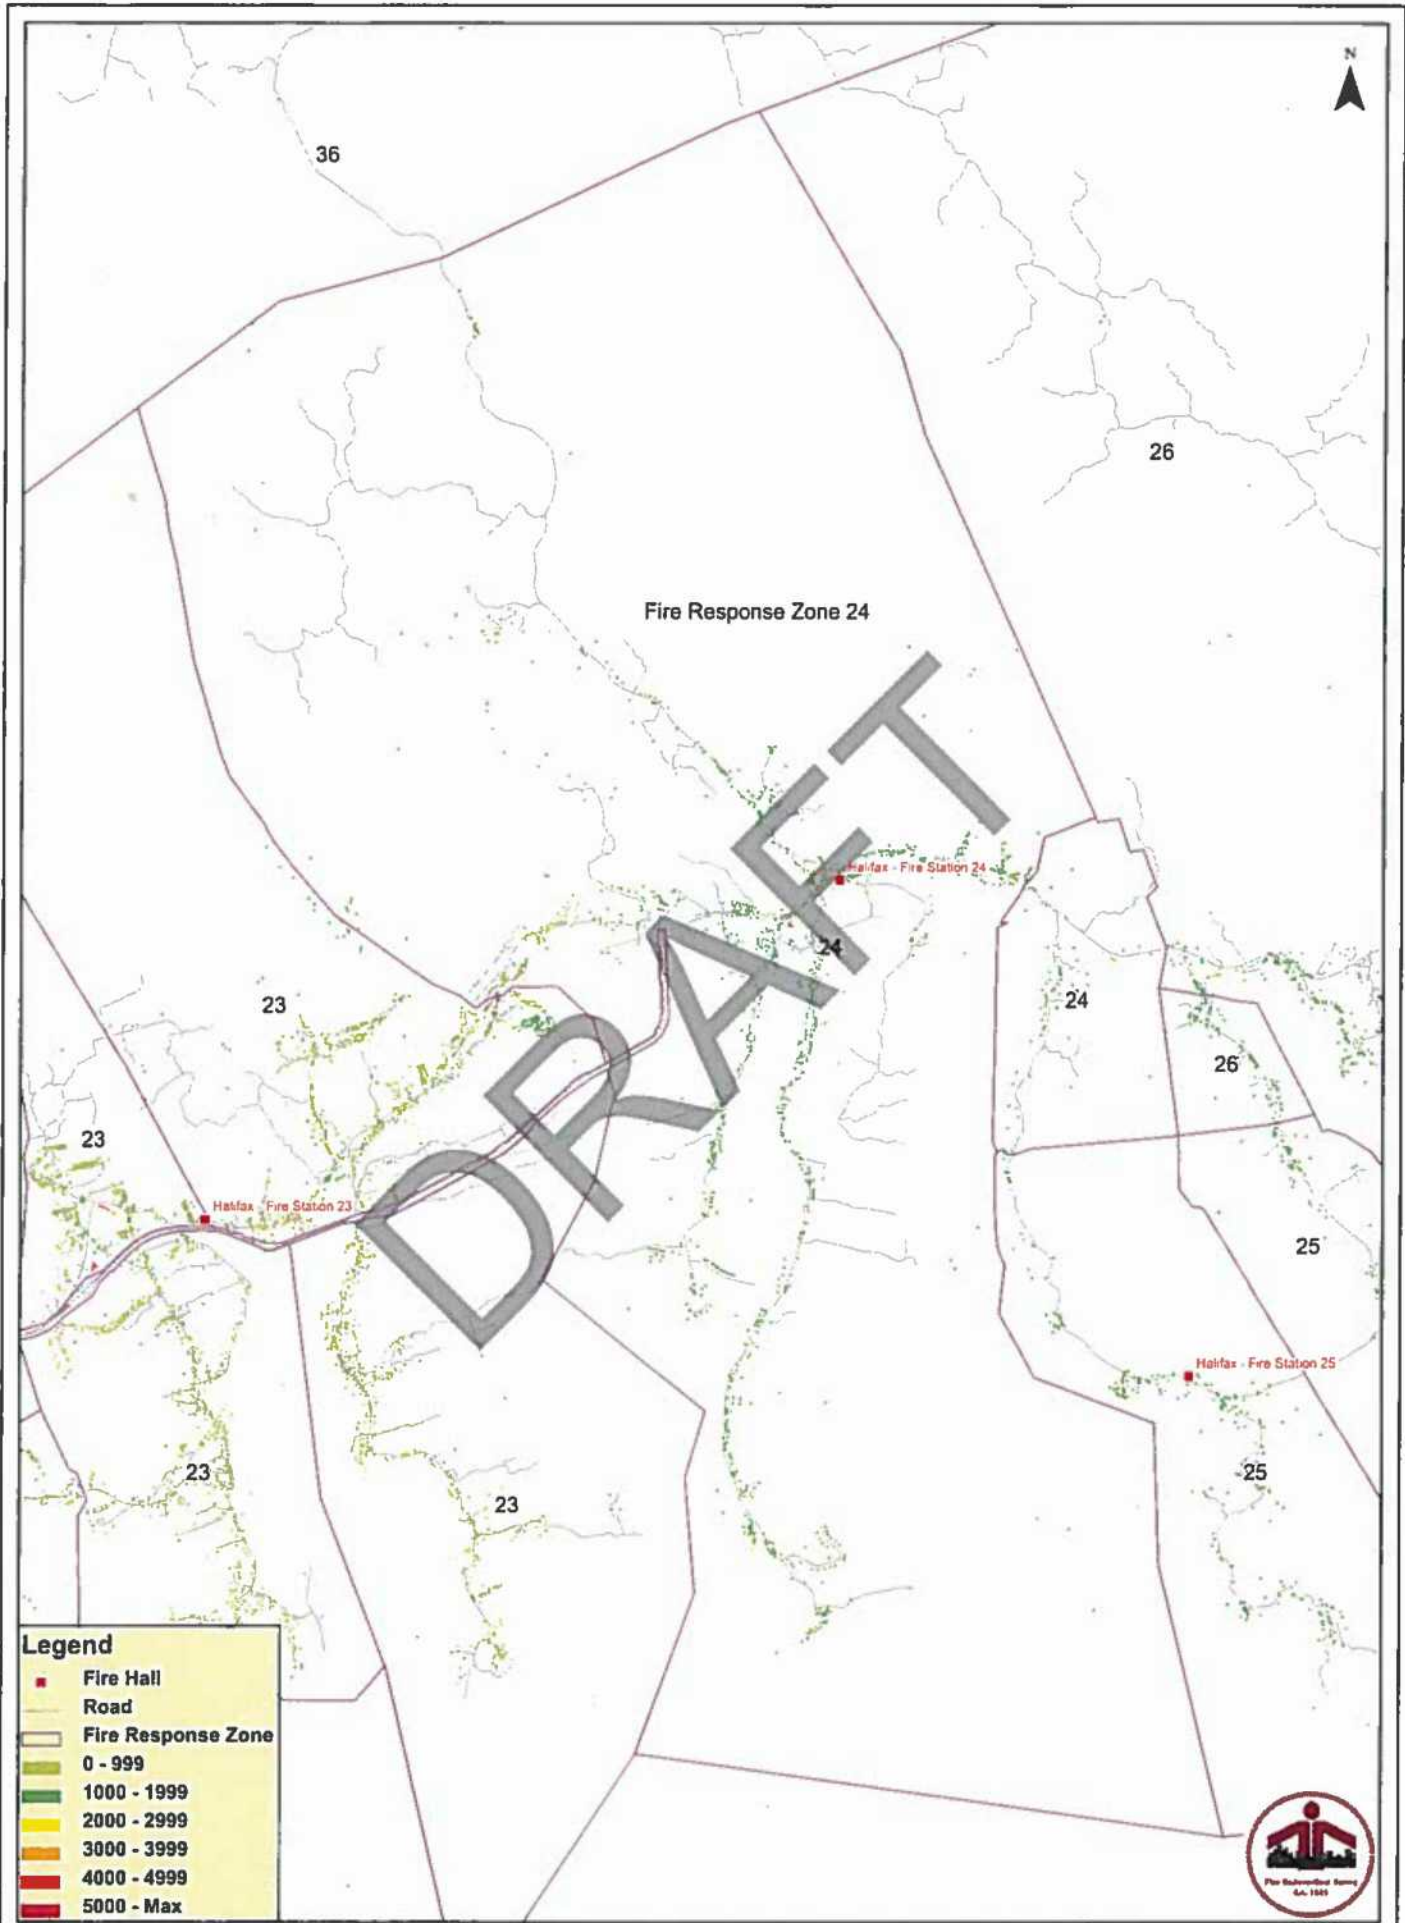 N
36
26
Fire Response Zone 24
Halifax - Fire Station 24
24
DRAFT
23
24
26
23
Halifax - Fire Station 23
25
Halifax - Fire Station 25
23
25
23
Legend
Fire Hall
Road
Fire Response Zone
0 - 999
1000 - 1999
2000 - 2999
3000 - 3999
4000 - 4999
5000 - Max